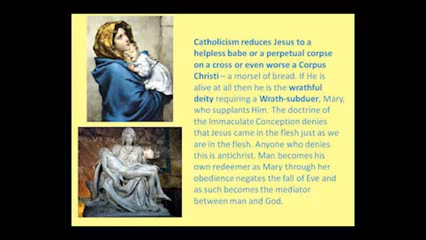 Catholicism reduces Jesus to a
helpless babe or a perpetual corpse
on a cross or even worse a Corpus
Christi – a morsel of bread. If He is
alive at all then he is the wrathful
deity requiring a Wrath-subduer, Mary,
who supplants Him. The doctrine of
the Immaculate Conception denies
that Jesus came in the flesh just as we
are in the flesh. Anyone who denies
this is antichrist. Man becomes his
own redeemer as Mary through her
obedience negates the fall of Eve and
as such becomes the mediator
between man and God.